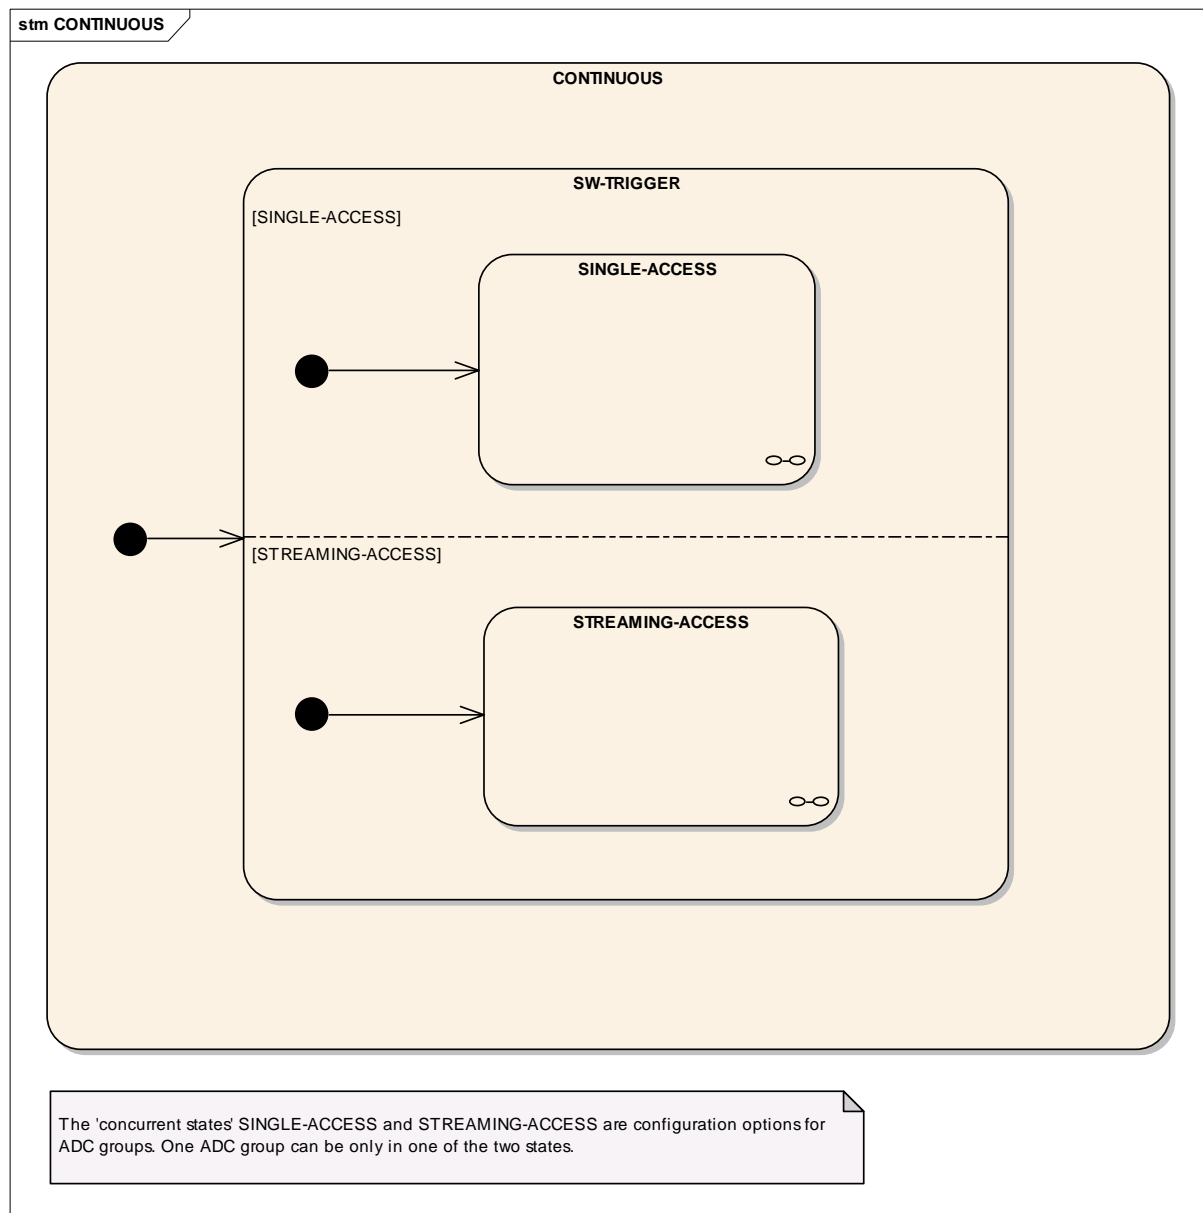 stm CONTINUOUS
CONTINUOUS
SW-TRIGGER
[SINGLE-ACCESS]
SINGLE-ACCESS
[STREAMING-ACCESS]
STREAMING-ACCESS
The 'concurrent states' SINGLE-ACCESS and STREAMING-ACCESS are configuration options for
ADC groups. One ADC group can be only in one of the two states.